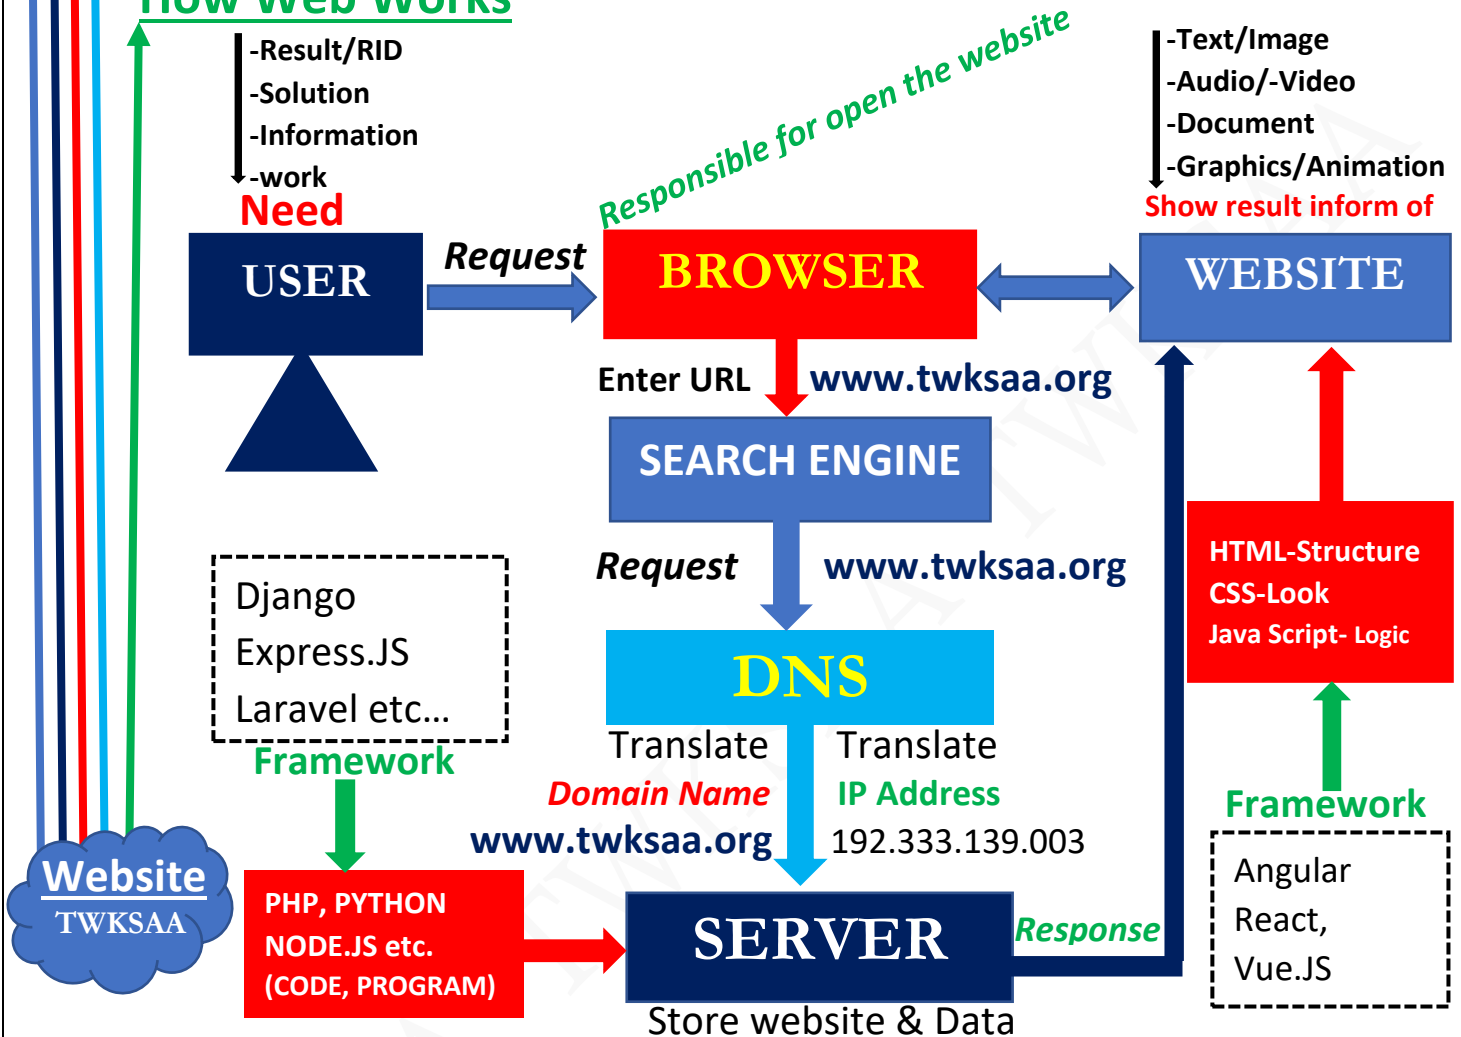 How Web Works
-Result/RID
-Solution
-Information
-work
Need
USER
Request
Responsible for open the website
BROWSER
-Text/Image
-Audio/-Video
-Document
-Graphics/Animation
Show result inform of
WEBSITE
Enter URL www.twksaa.org
SEARCH ENGINE
Request www.twksaa.org
DNS
Translate Translate
Domain Name IP Address
www.twksaa.org 192.333.139.003
Django
Express.JS
Laravel etc...
Framework
PHP, PYTHON
NODE.JS etc.
(CODE, PROGRAM)
SERVER
Response
Store website & Data
HTML-Structure
CSS-Look
Java Script- Logic
Framework
Angular
React,
Vue.JS
Website
TWKSAA